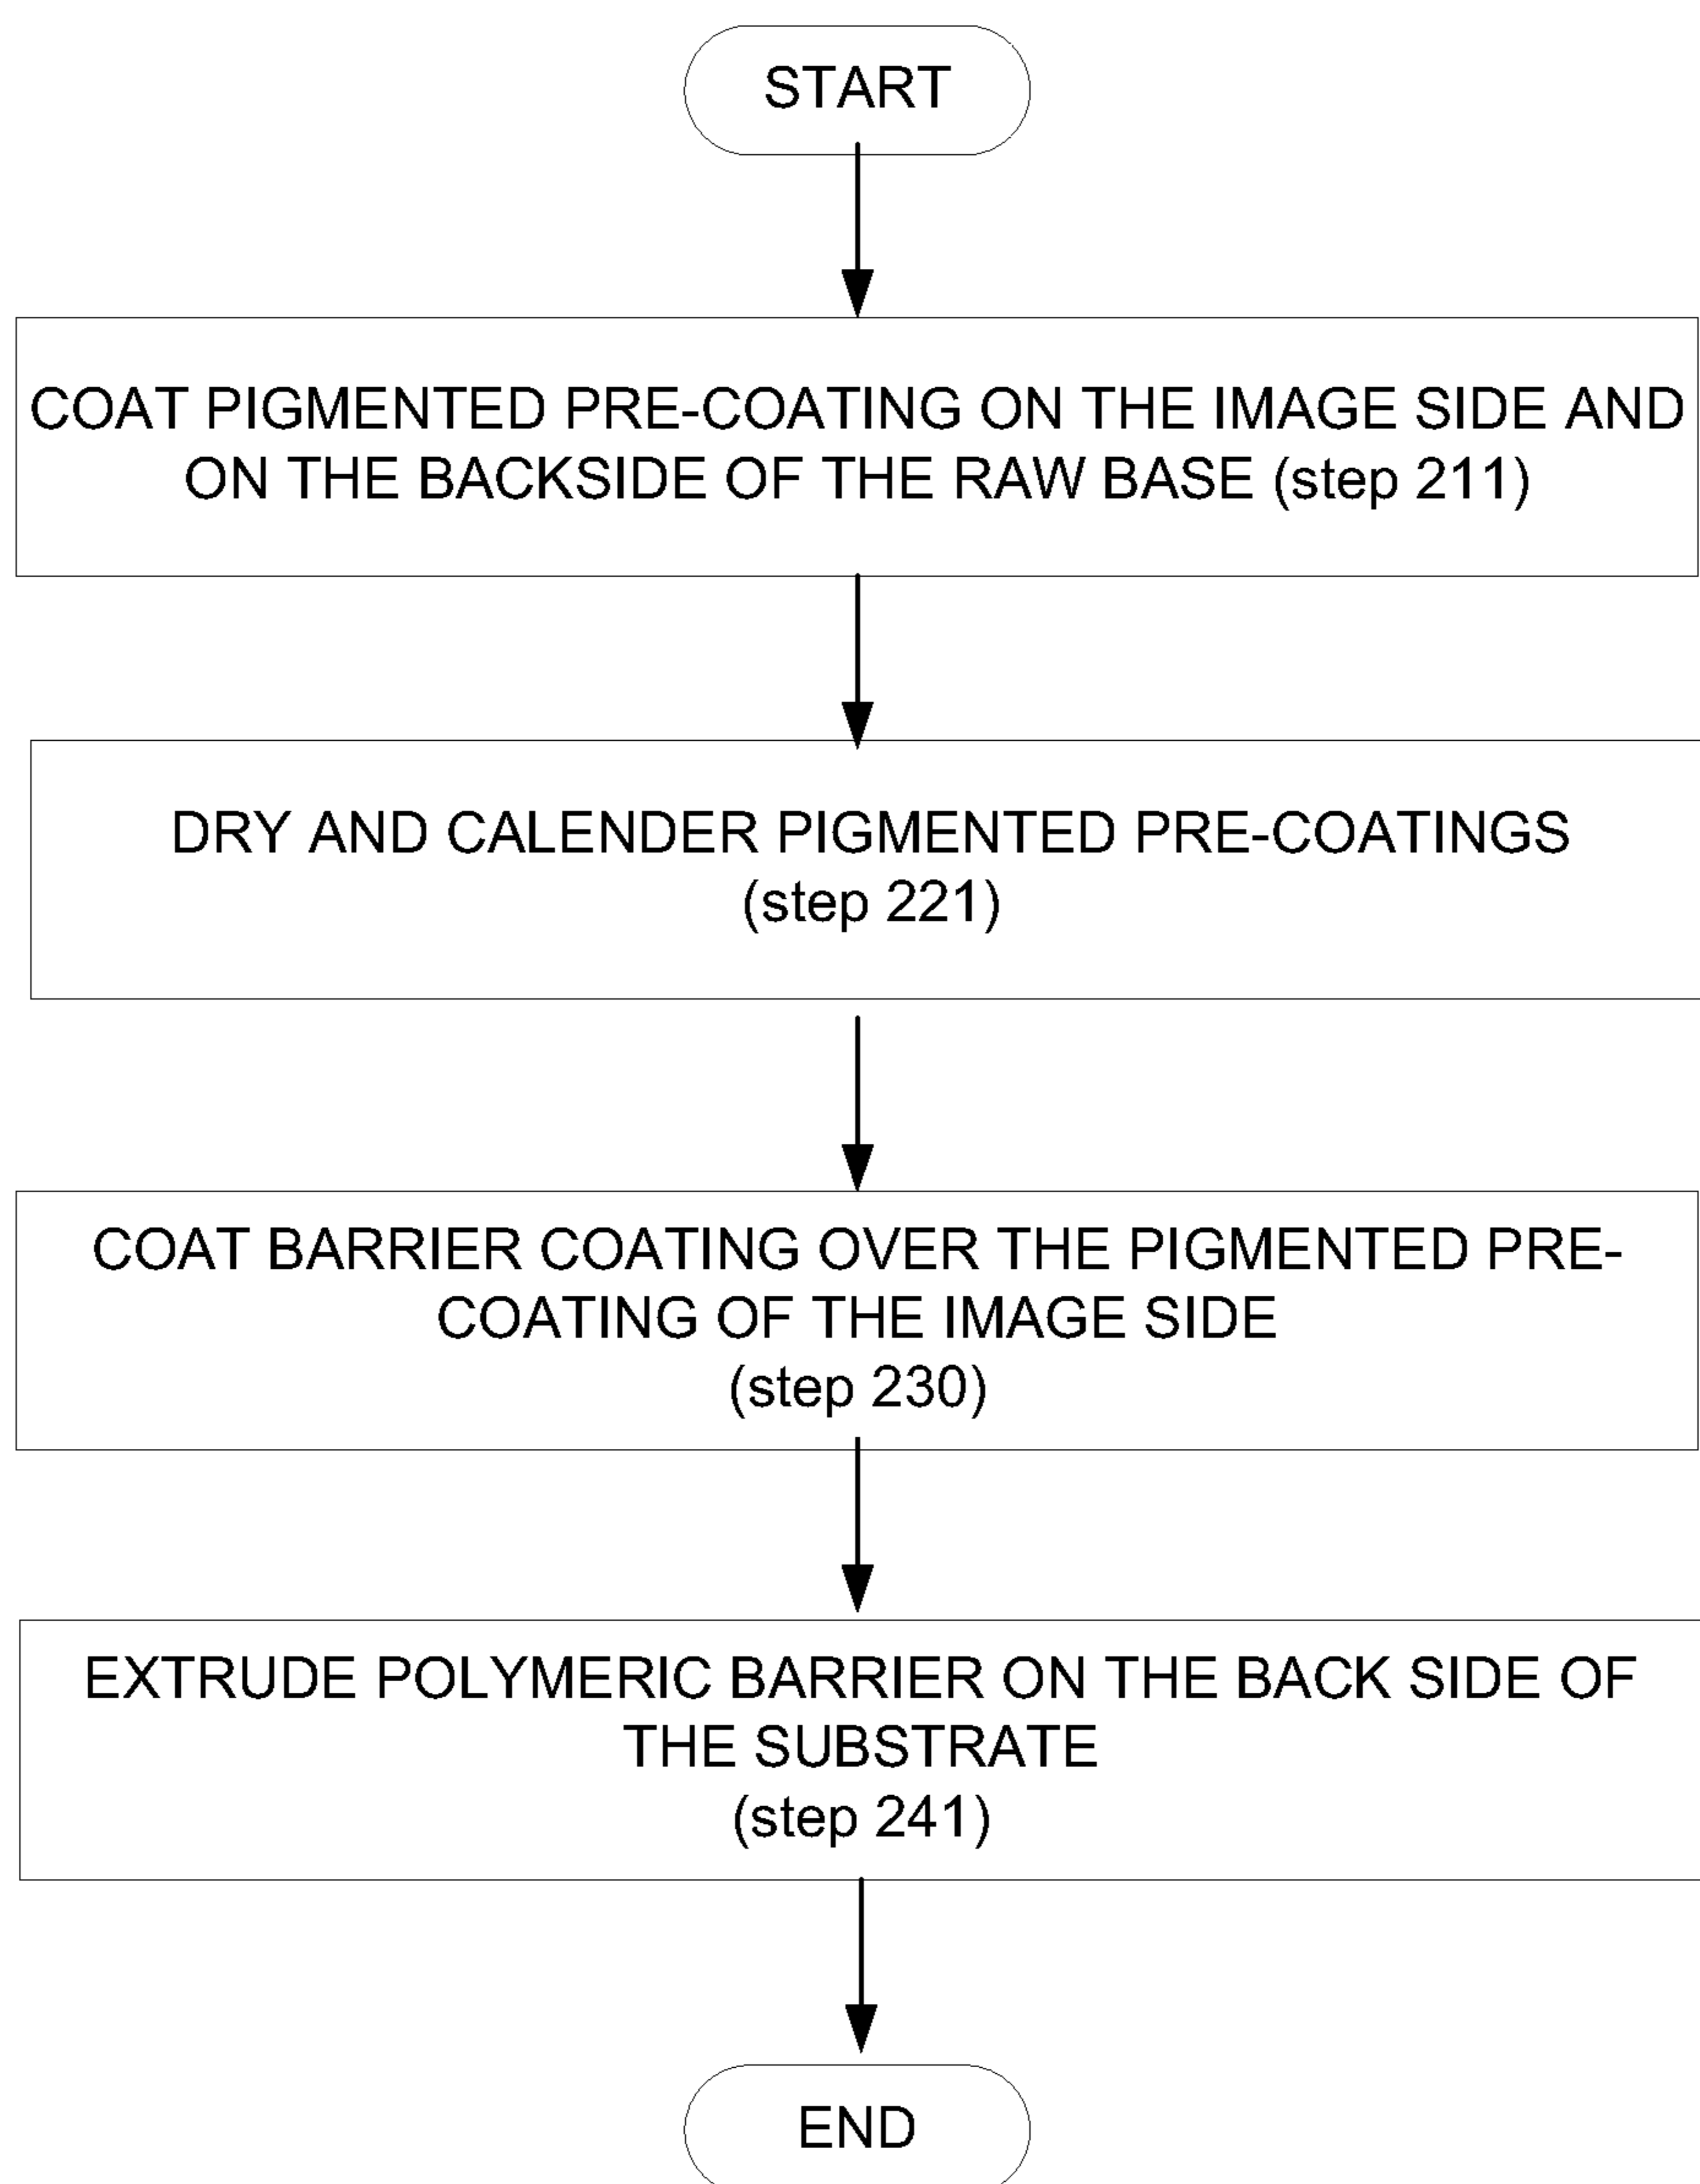 START
COAT PIGMENTED PRE-COATING ON THE IMAGE SIDE AND
ON THE BACKSIDE OF THE RAW BASE (step 211)
DRY AND CALENDER PIGMENTED PRE-COATINGS
(step 221)
COAT BARRIER COATING OVER THE PIGMENTED PRE-
COATING OF THE IMAGE SIDE
(step 230)
EXTRUDE POLYMERIC BARRIER ON THE BACK SIDE OF
THE SUBSTRATE
(step 241)
END